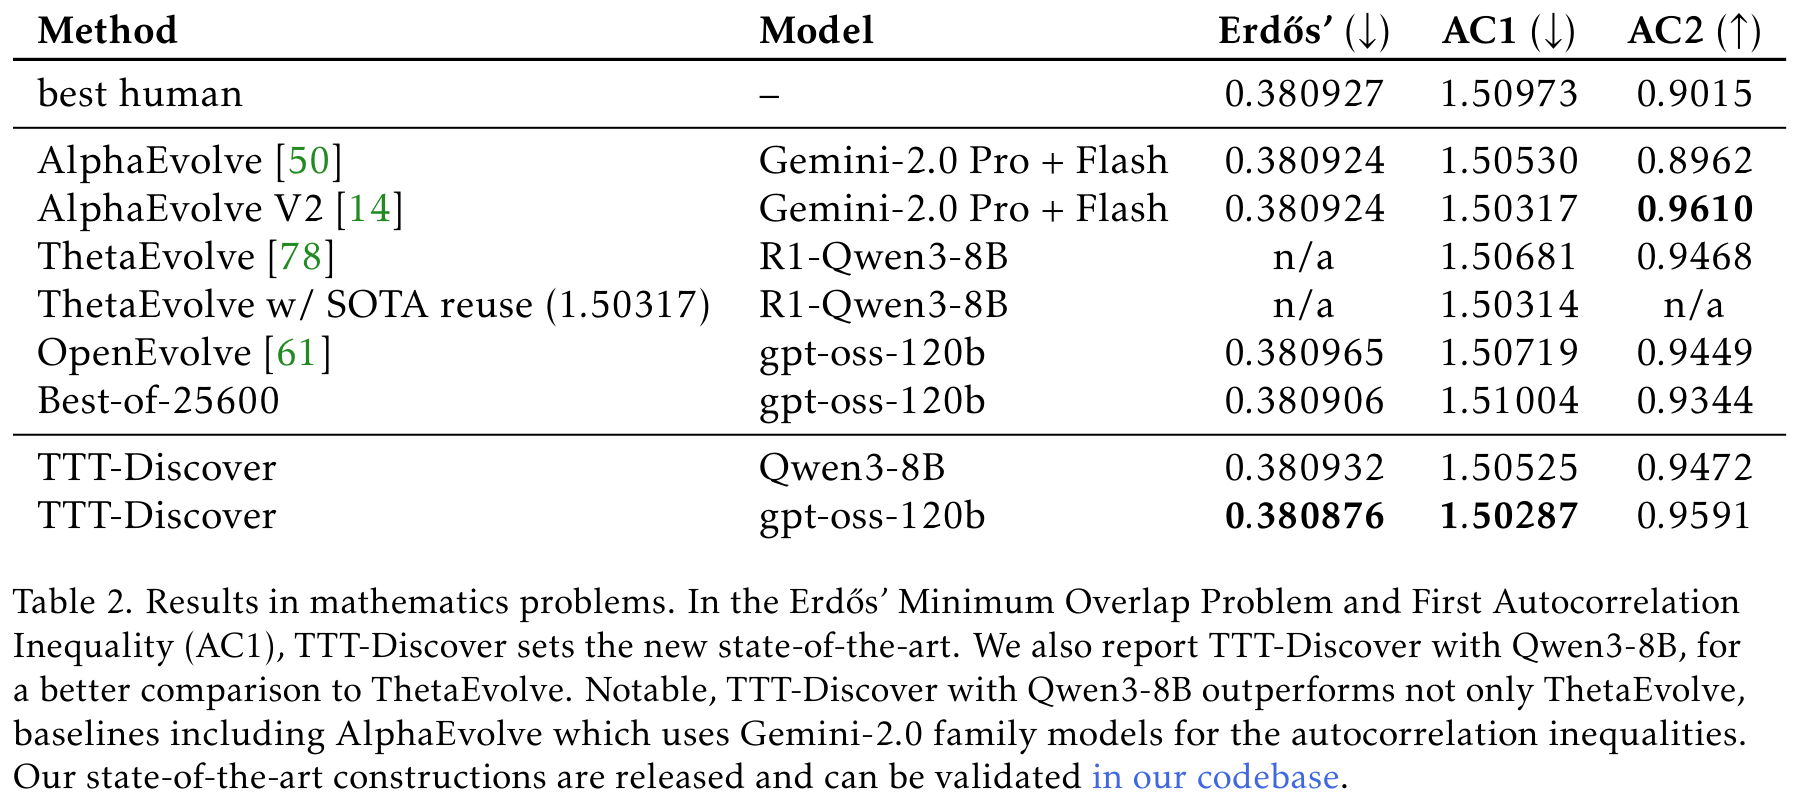 Method Model Erdős' (↓) AC1 (↓) AC2 (↑)
best human – 0.380927 1.50973 0.9015
AlphaEvolve [50] Gemini-2.0 Pro + Flash 0.380924 1.50530 0.8962
AlphaEvolve V2 [14] Gemini-2.0 Pro + Flash 0.380924 1.50317 0.9610
ThetaEvolve [78] R1-Qwen3-8B n/a 1.50681 0.9468
ThetaEvolve w/ SOTA reuse (1.50317) R1-Qwen3-8B n/a 1.50314 n/a
OpenEvolve [61] gpt-oss-120b 0.380965 1.50719 0.9449
Best-of-25600 gpt-oss-120b 0.380906 1.51004 0.9344
TTT-Discover Qwen3-8B 0.380932 1.50525 0.9472
TTT-Discover gpt-oss-120b 0.380876 1.50287 0.9591
Table 2. Results in mathematics problems. In the Erdős' Minimum Overlap Problem and First Autocorrelation
Inequality (AC1), TTT-Discover sets the new state-of-the-art. We also report TTT-Discover with Qwen3-8B, for
a better comparison to ThetaEvolve. Notable, TTT-Discover with Qwen3-8B outperforms not only ThetaEvolve,
baselines including AlphaEvolve which uses Gemini-2.0 family models for the autocorrelation inequalities.
Our state-of-the-art constructions are released and can be validated in our codebase.